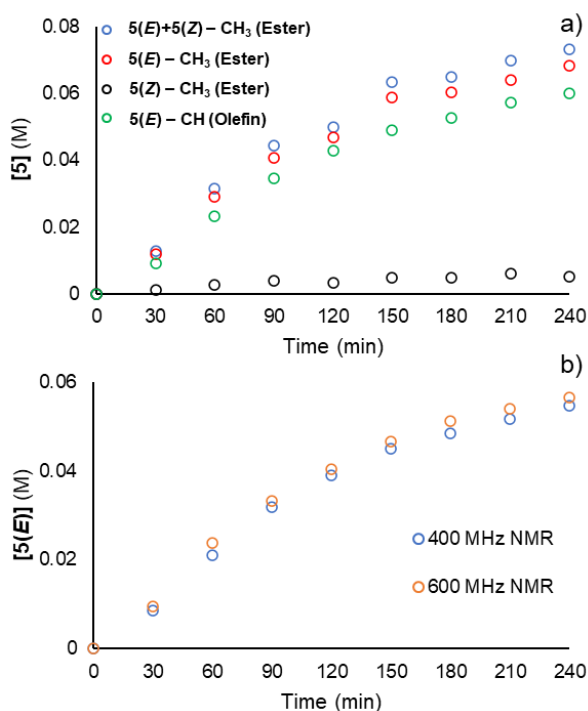 a)
0.08
0.06
0.04
0.02
0
[5] (M)
5(E)+5(Z) – CH₃ (Ester)
5(E) – CH₃ (Ester)
5(Z) – CH₃ (Ester)
5(E) – CH (Olefin)
0 30 60 90 120 150 180 210 240
Time (min)
b)
0.06
0.04
0.02
0
[5(E)] (M)
400 MHz NMR
600 MHz NMR
0 30 60 90 120 150 180 210 240
Time (min)